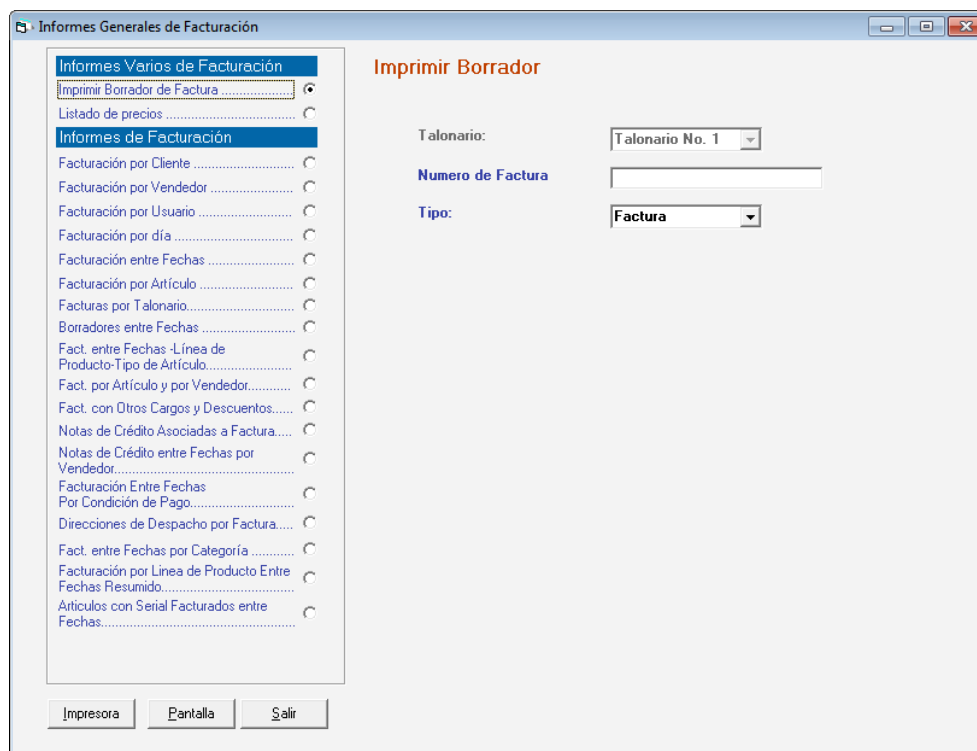 Informes Generales de Facturación
Informes Varios de Facturación
Imprimir Borrador de Factura ....................
Listado de precios .................................
Informes de Facturación
Facturación por Cliente .........................
Facturación por Vendedor .....................
Facturación por Usuario ........................
Facturación por día ..............................
Facturación entre Fechas .....................
Facturación por Artículo ........................
Facturas por Talonario...........................
Borradores entre Fechas .......................
Fact. entre Fechas -Línea de
Producto-Tipo de Artículo......................
Fact. por Artículo y por Vendedor...........
Fact. con Otros Cargos y Descuentos......
Notas de Crédito Asociadas a Factura.....
Notas de Crédito entre Fechas por
Vendedor.............................................
Facturación Entre Fechas
Por Condición de Pago..........................
Direcciones de Despacho por Factura.....
Fact. entre Fechas por Categoría ...........
Facturación por Linea de Producto Entre
Fechas Resumido.................................
Articulos con Serial Facturados entre
Fechas................................................
Impresora
Pantalla
Salir
Imprimir Borrador
Talonario:
Talonario No. 1
Numero de Factura
Tipo:
Factura